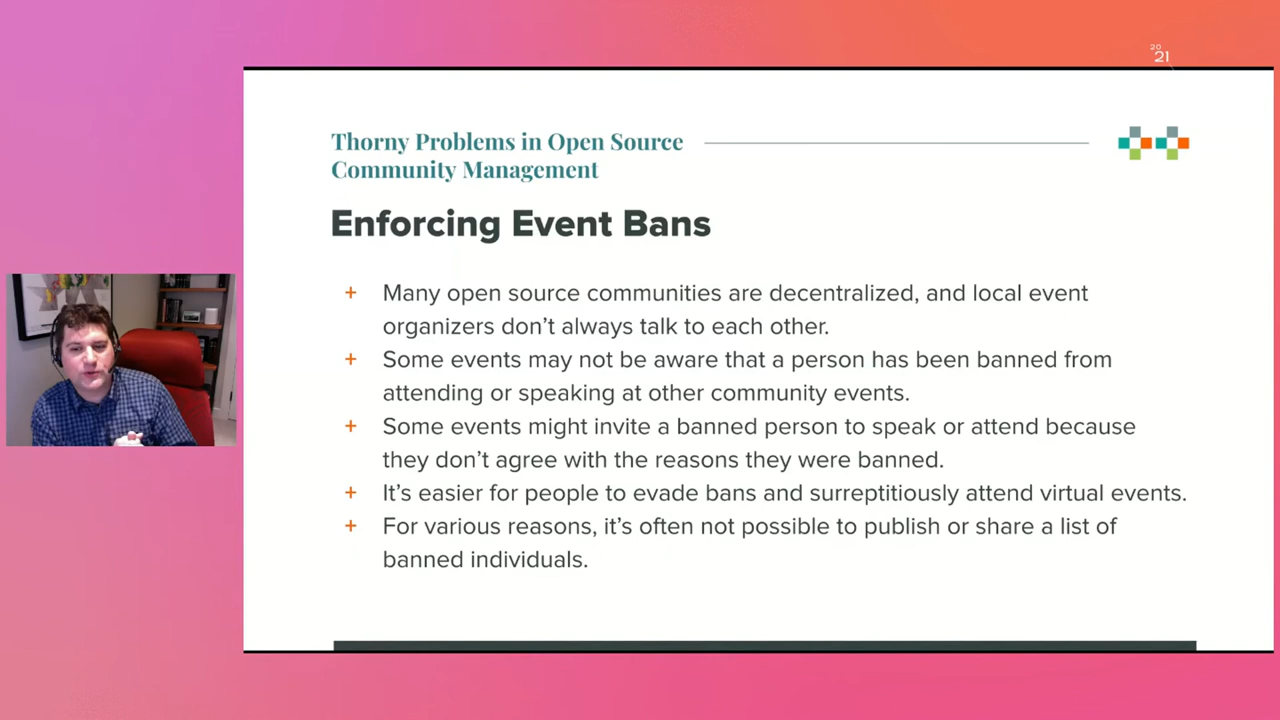 20
21
Thorny Problems in Open Source
Community Management
Enforcing Event Bans
+ Many open source communities are decentralized, and local event
organizers don’t always talk to each other.
+ Some events may not be aware that a person has been banned from
attending or speaking at other community events.
+ Some events might invite a banned person to speak or attend because
they don’t agree with the reasons they were banned.
+ It’s easier for people to evade bans and surreptitiously attend virtual events.
+ For various reasons, it’s often not possible to publish or share a list of
banned individuals.